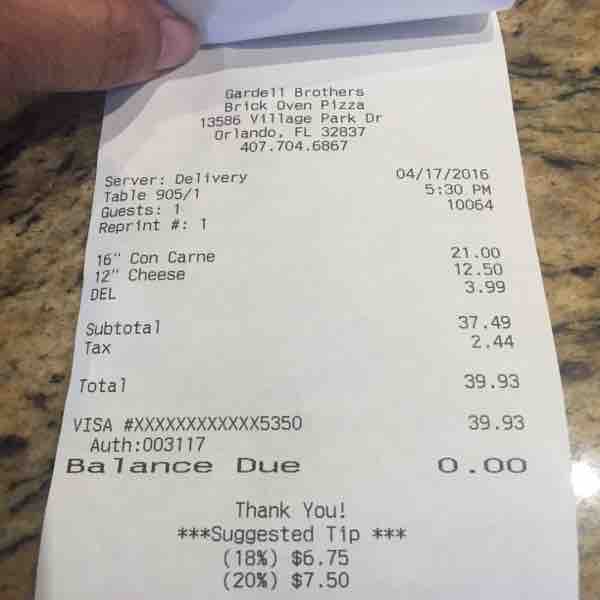 Gardell Brothers
Brick Oven Pizza
13586 Village Park Dr
Orlando, FL 32837
407.704.6867
Server: Delivery 04/17/2016
Table 905/1 5:30 PM
Guests: 1 10064
Reprint #: 1
16" Con Carne 21.00
12" Cheese 12.50
DEL 3.99
Subtotal 37.49
Tax 2.44
Total 39.93
VISA #XXXXXXXXXXXX5350 39.93
Auth:003117
Balance Due 0.00
Thank You!
***Suggested Tip ***
(18%) $6.75
(20%) $7.50